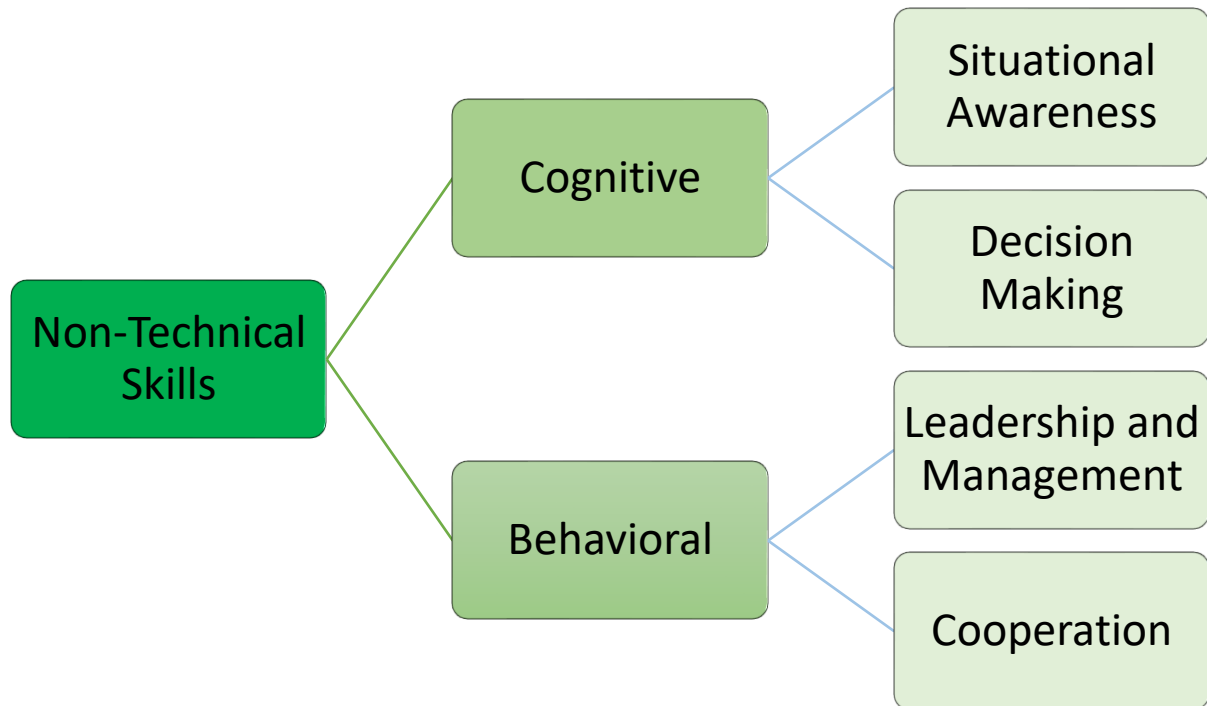 Non-Technical
Skills
Cognitive
Behavioral
Situational
Awareness
Decision
Making
Leadership and
Management
Cooperation